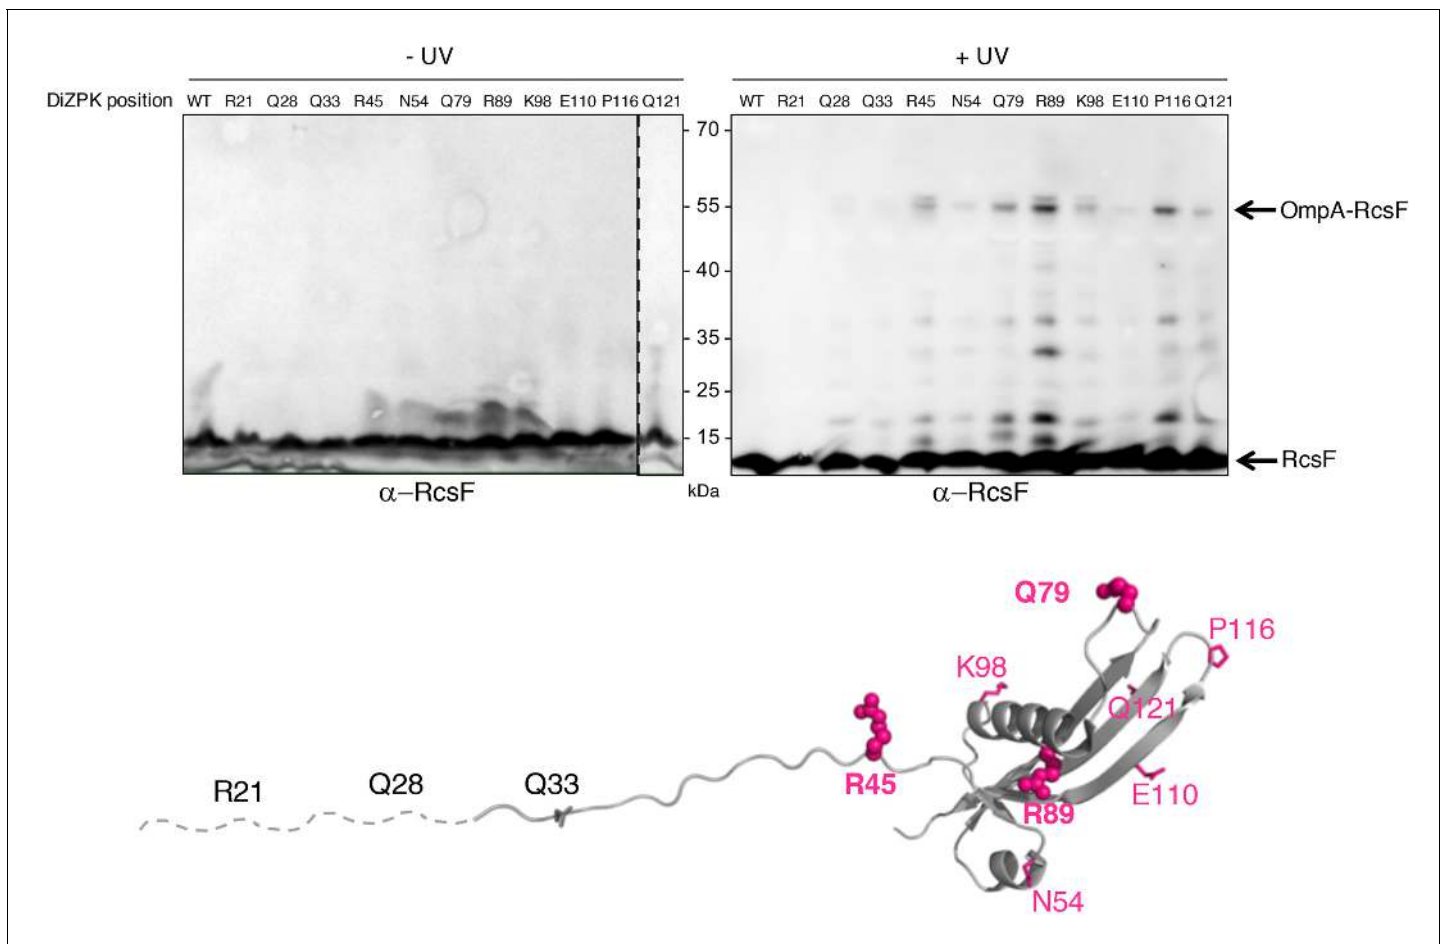 - UV
+ UV
DiZPK position WT R21 Q28 Q33 R45 N54 Q79 R89 K98 E110 P116 Q121
WT R21 Q28 Q33 R45 N54 Q79 R89 K98 E110 P116 Q121
70
55
40
35
25
15
kDa
OmpA-RcsF
RcsF
α–RcsF
α–RcsF
Q79
P116
K98
Q121
R45
R21
Q28
Q33
E110
R89
N54